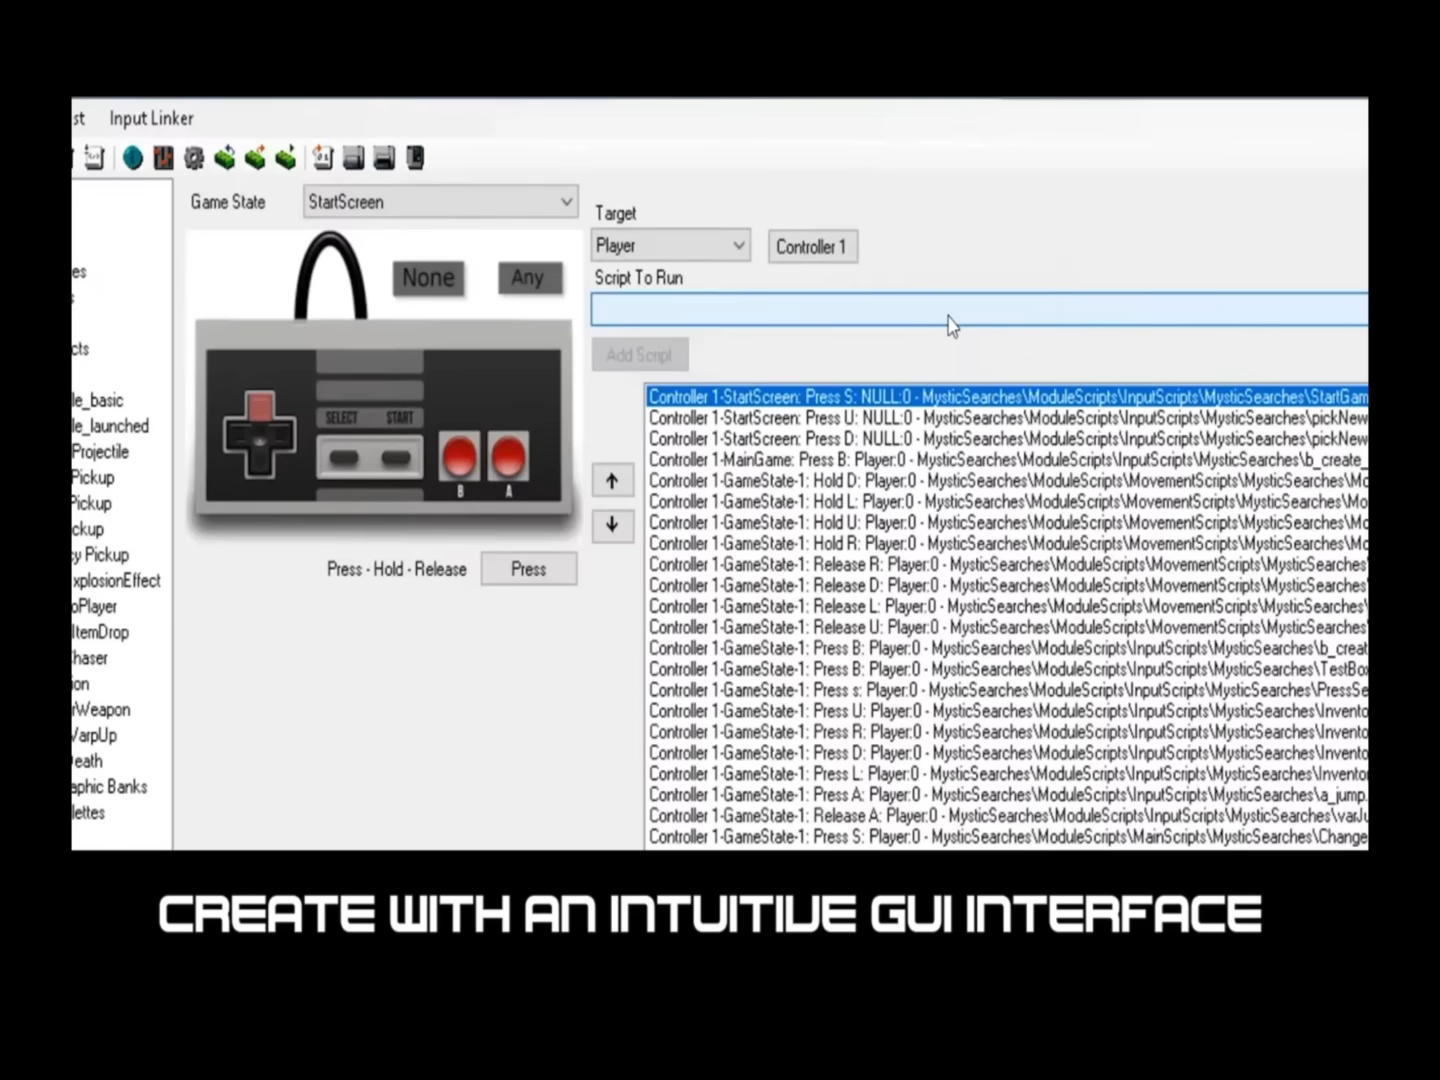 st Input Linker
Game State StartScreen
Target
Player Controller 1
None Any
Script To Run
Add Script
SELECT START
B A
Press - Hold - Release Press
es
s
cts
le_basic
le_launched
Projectile
Pickup
Pickup
ckup
y Pickup
xplosionEffect
oPlayer
ItemDrop
haser
on
rWeapon
WarpUp
eath
aphic Banks
lettes
Controller 1-StartScreen: Press S: NULL:0 - MysticSearches\ModuleScripts\InputScripts\MysticSearches\StartGam
Controller 1-StartScreen: Press U: NULL:0 - MysticSearches\ModuleScripts\InputScripts\MysticSearches\pickNew
Controller 1-StartScreen: Press D: NULL:0 - MysticSearches\ModuleScripts\InputScripts\MysticSearches\pickNew
Controller 1-MainGame: Press B: Player:0 - MysticSearches\ModuleScripts\InputScripts\MysticSearches\b_create_
Controller 1-GameState-1: Hold D: Player:0 - MysticSearches\ModuleScripts\MovementScripts\MysticSearches\Mo
Controller 1-GameState-1: Hold L: Player:0 - MysticSearches\ModuleScripts\MovementScripts\MysticSearches\Mo
Controller 1-GameState-1: Hold U: Player:0 - MysticSearches\ModuleScripts\MovementScripts\MysticSearches\Mo
Controller 1-GameState-1: Hold R: Player:0 - MysticSearches\ModuleScripts\MovementScripts\MysticSearches\Mo
Controller 1-GameState-1: Release R: Player:0 - MysticSearches\ModuleScripts\MovementScripts\MysticSearches\
Controller 1-GameState-1: Release D: Player:0 - MysticSearches\ModuleScripts\MovementScripts\MysticSearches\
Controller 1-GameState-1: Release L: Player:0 - MysticSearches\ModuleScripts\MovementScripts\MysticSearches\
Controller 1-GameState-1: Release U: Player:0 - MysticSearches\ModuleScripts\MovementScripts\MysticSearches\
Controller 1-GameState-1: Press B: Player:0 - MysticSearches\ModuleScripts\InputScripts\MysticSearches\b_creat
Controller 1-GameState-1: Press B: Player:0 - MysticSearches\ModuleScripts\InputScripts\MysticSearches\TestBox
Controller 1-GameState-1: Press s: Player:0 - MysticSearches\ModuleScripts\InputScripts\MysticSearches\PressSe
Controller 1-GameState-1: Press U: Player:0 - MysticSearches\ModuleScripts\InputScripts\MysticSearches\Invento
Controller 1-GameState-1: Press R: Player:0 - MysticSearches\ModuleScripts\InputScripts\MysticSearches\Invento
Controller 1-GameState-1: Press D: Player:0 - MysticSearches\ModuleScripts\InputScripts\MysticSearches\Invento
Controller 1-GameState-1: Press L: Player:0 - MysticSearches\ModuleScripts\InputScripts\MysticSearches\Inventor
Controller 1-GameState-1: Press A: Player:0 - MysticSearches\ModuleScripts\InputScripts\MysticSearches\a_jump.
Controller 1-GameState-1: Release A: Player:0 - MysticSearches\ModuleScripts\InputScripts\MysticSearches\varJu
Controller 1-GameState-1: Press S: Player:0 - MysticSearches\ModuleScripts\MainScripts\MysticSearches\Change
CREATE WITH AN INTUITIVE GUI INTERFACE